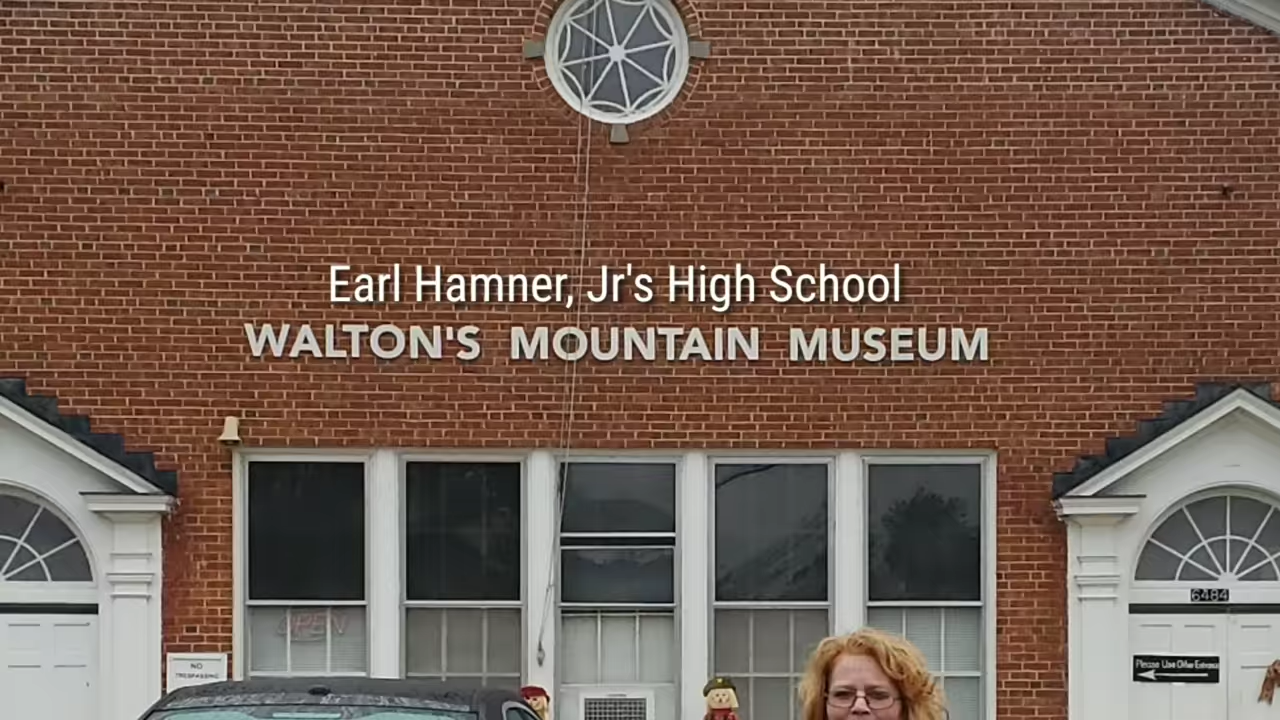 Earl Hamner, Jr's High School
WALTON'S MOUNTAIN MUSEUM
OPEN
NO
TRESPASSING
6484
Please Use Other Entrance